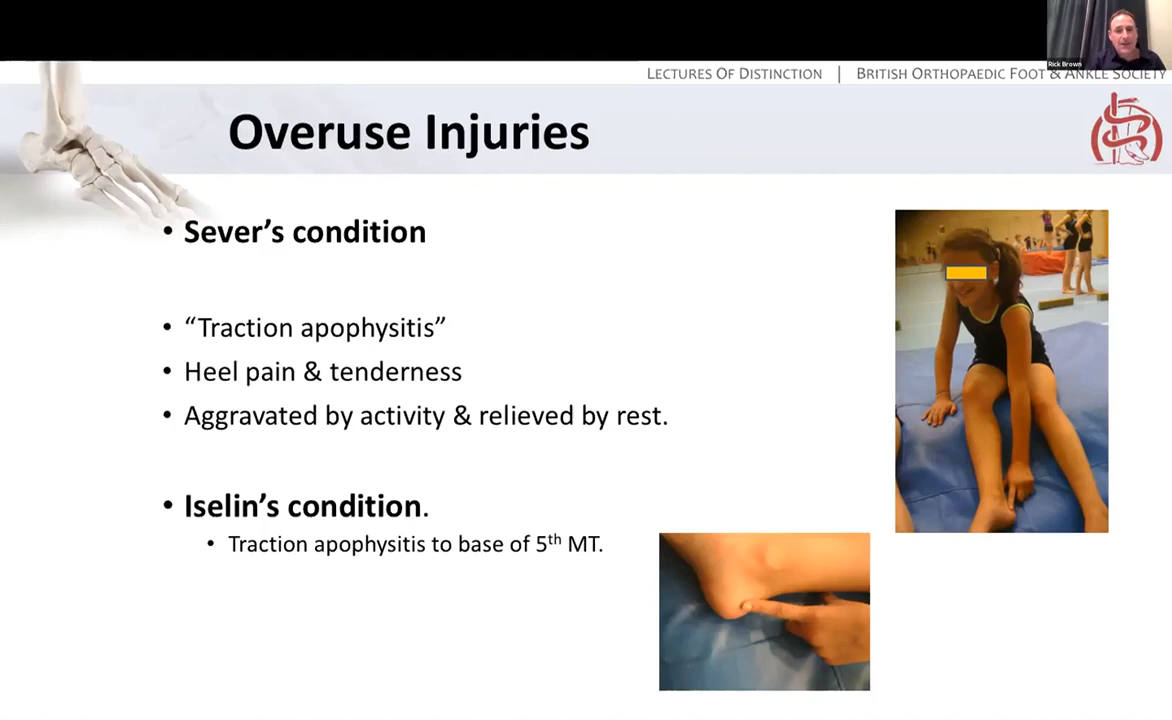 Rick Brown
LECTURES OF DISTINCTION | BRITISH ORTHOPAEDIC FOOT & ANKLE SOCIETY
Overuse Injuries
• Sever’s condition
• “Traction apophysitis”
• Heel pain & tenderness
• Aggravated by activity & relieved by rest.
• Iselin’s condition.
• Traction apophysitis to base of 5th MT.